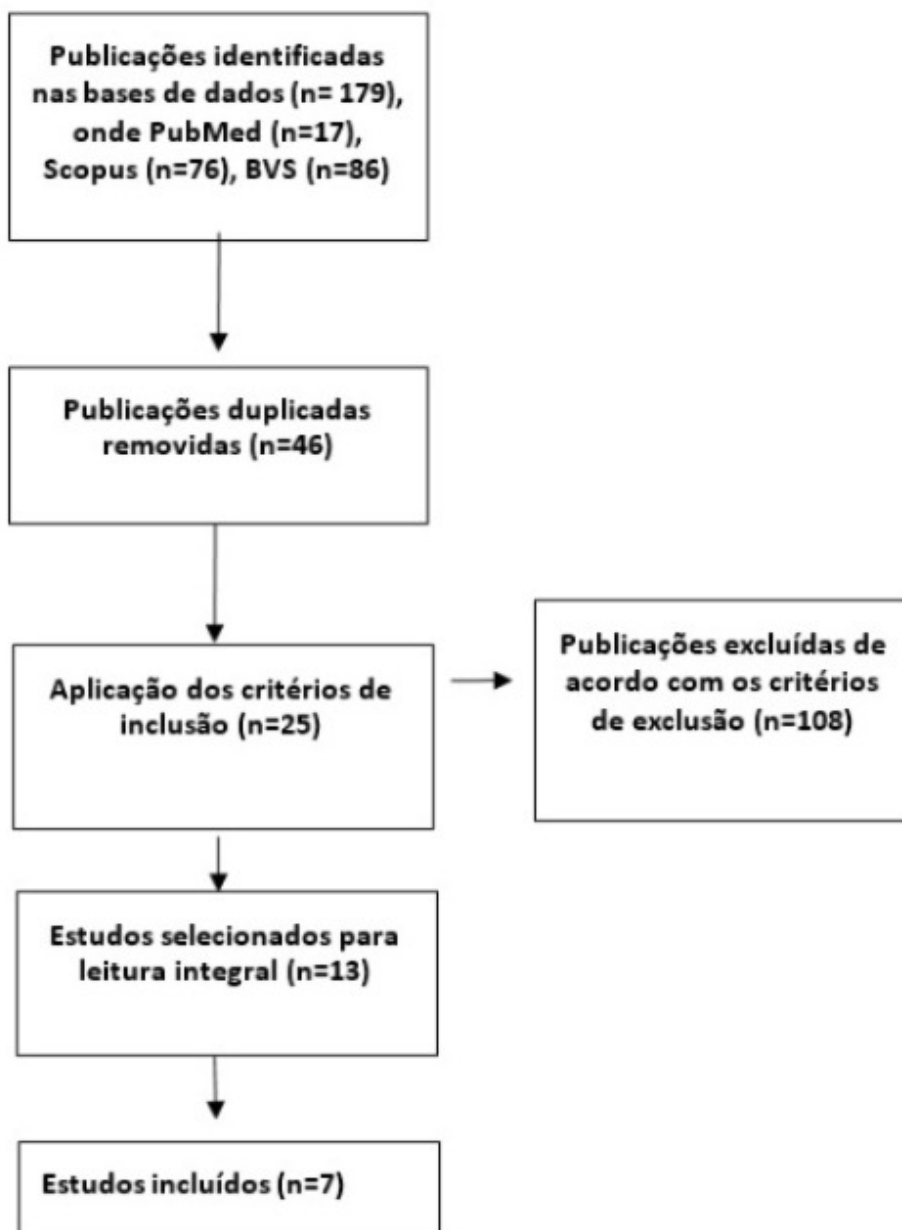 Publicações identificadas
nas bases de dados (n= 179),
onde PubMed (n=17),
Scopus (n=76), BVS (n=86)
Publicações duplicadas
removidas (n=46)
Aplicação dos critérios de
inclusão (n=25)
Publicações excluídas de
acordo com os critérios
de exclusão (n=108)
Estudos selecionados para
leitura integral (n=13)
Estudos incluídos (n=7)